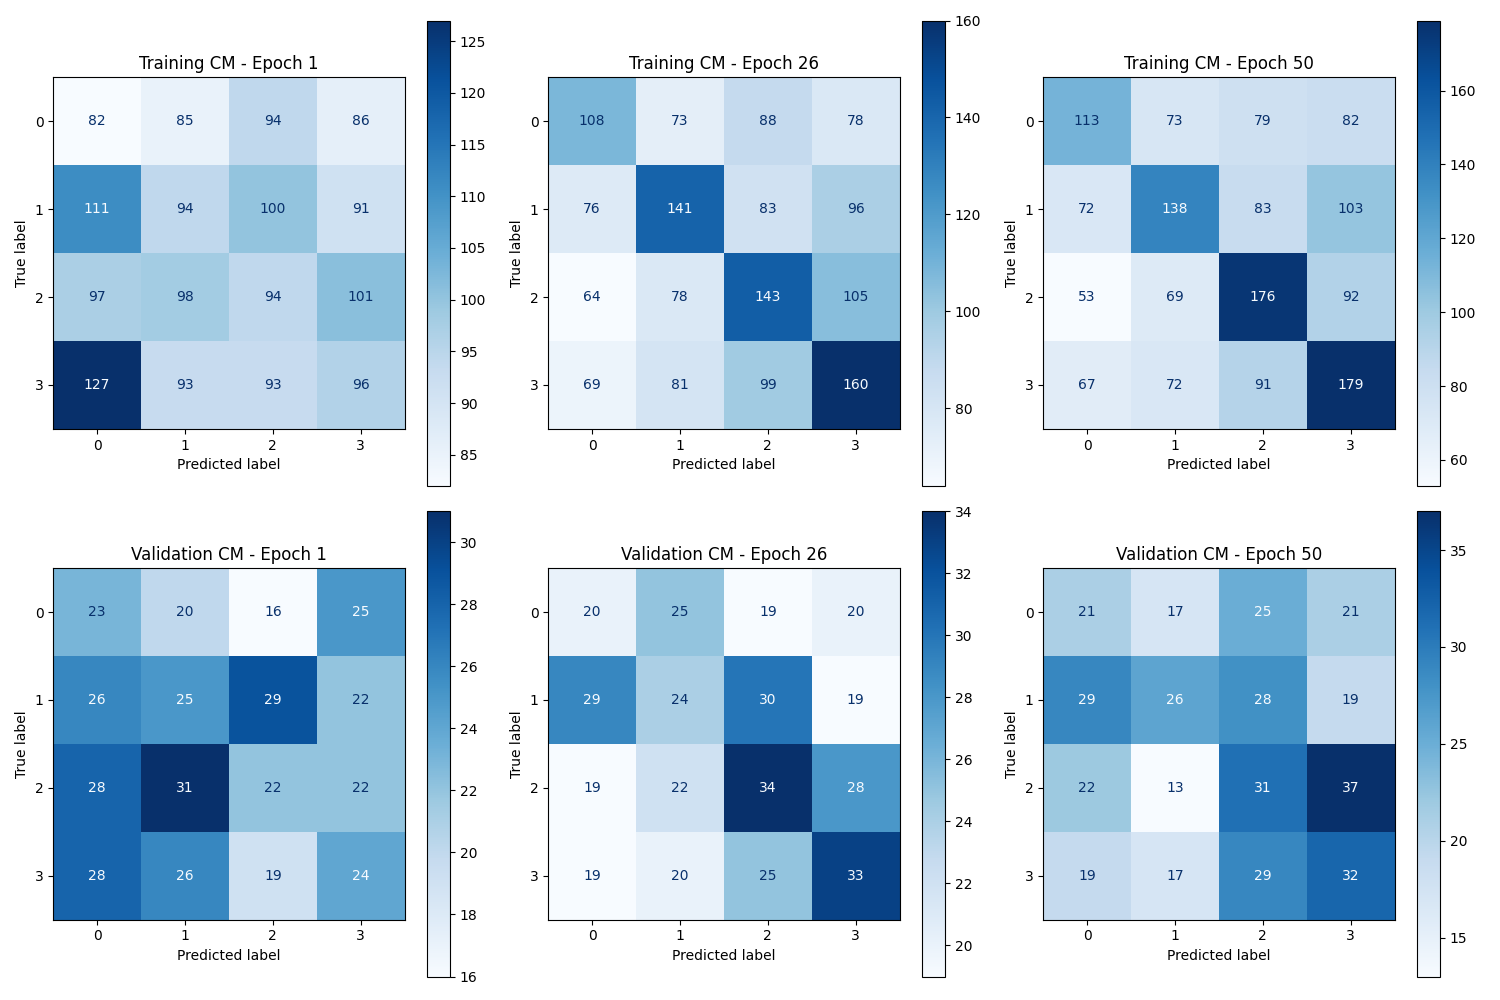 Training CM - Epoch 1
82 85 94 86
111 94 100 91
97 98 94 101
127 93 93 96
0
1
2
3
0 1 2 3
True label
Predicted label
125
120
115
110
105
100
95
90
85
Training CM - Epoch 26
108 73 88 78
76 141 83 96
64 78 143 105
69 81 99 160
0
1
2
3
0 1 2 3
True label
Predicted label
160
140
120
100
80
Training CM - Epoch 50
113 73 79 82
72 138 83 103
53 69 176 92
67 72 91 179
0
1
2
3
0 1 2 3
True label
Predicted label
160
140
120
100
80
60
Validation CM - Epoch 1
23 20 16 25
26 25 29 22
28 31 22 22
28 26 19 24
0
1
2
3
0 1 2 3
True label
Predicted label
30
28
26
24
22
20
18
16
Validation CM - Epoch 26
20 25 19 20
29 24 30 19
19 22 34 28
19 20 25 33
0
1
2
3
0 1 2 3
True label
Predicted label
34
32
30
28
26
24
22
20
Validation CM - Epoch 50
21 17 25 21
29 26 28 19
22 13 31 37
19 17 29 32
0
1
2
3
0 1 2 3
True label
Predicted label
35
30
25
20
15